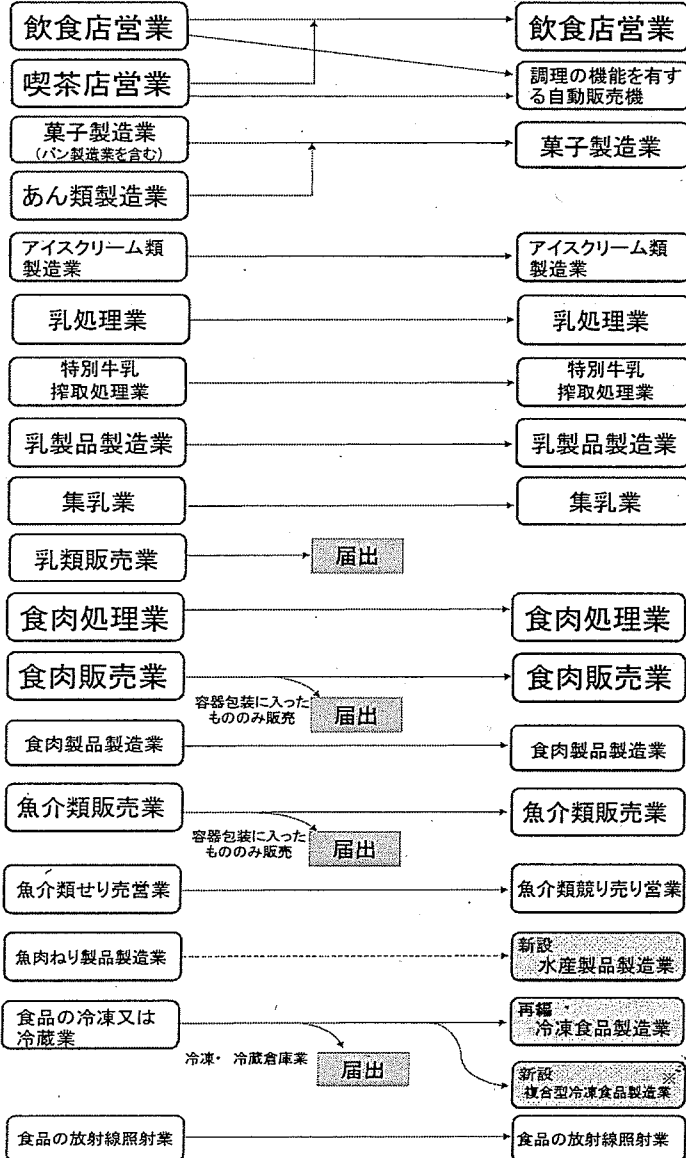 飲食店営業
飲食店営業
喫茶店営業
調理の機能を有す
る自動販売機
菓子製造業
(パン製造業を含む)
菓子製造業
あん類製造業
アイスクリーム類
製造業
アイスクリーム類
製造業
乳処理業
乳処理業
特別牛乳
搾取処理業
特別牛乳
搾取処理業
乳製品製造業
乳製品製造業
集乳業
集乳業
乳類販売業
届出
食肉処理業
食肉処理業
食肉販売業
食肉販売業
容器包装に入った
もののみ販売
届出
食肉製品製造業
食肉製品製造業
魚介類販売業
魚介類販売業
容器包装に入った
もののみ販売
届出
魚介類せり売営業
魚介類競り売り営業
魚肉ねり製品製造業
新設
水産製品製造業
食品の冷凍又は
冷蔵業
再編
冷凍食品製造業
冷凍・冷蔵倉庫業
届出
新設
複合型冷凍食品製造業※
食品の放射線照射業
食品の放射線照射業